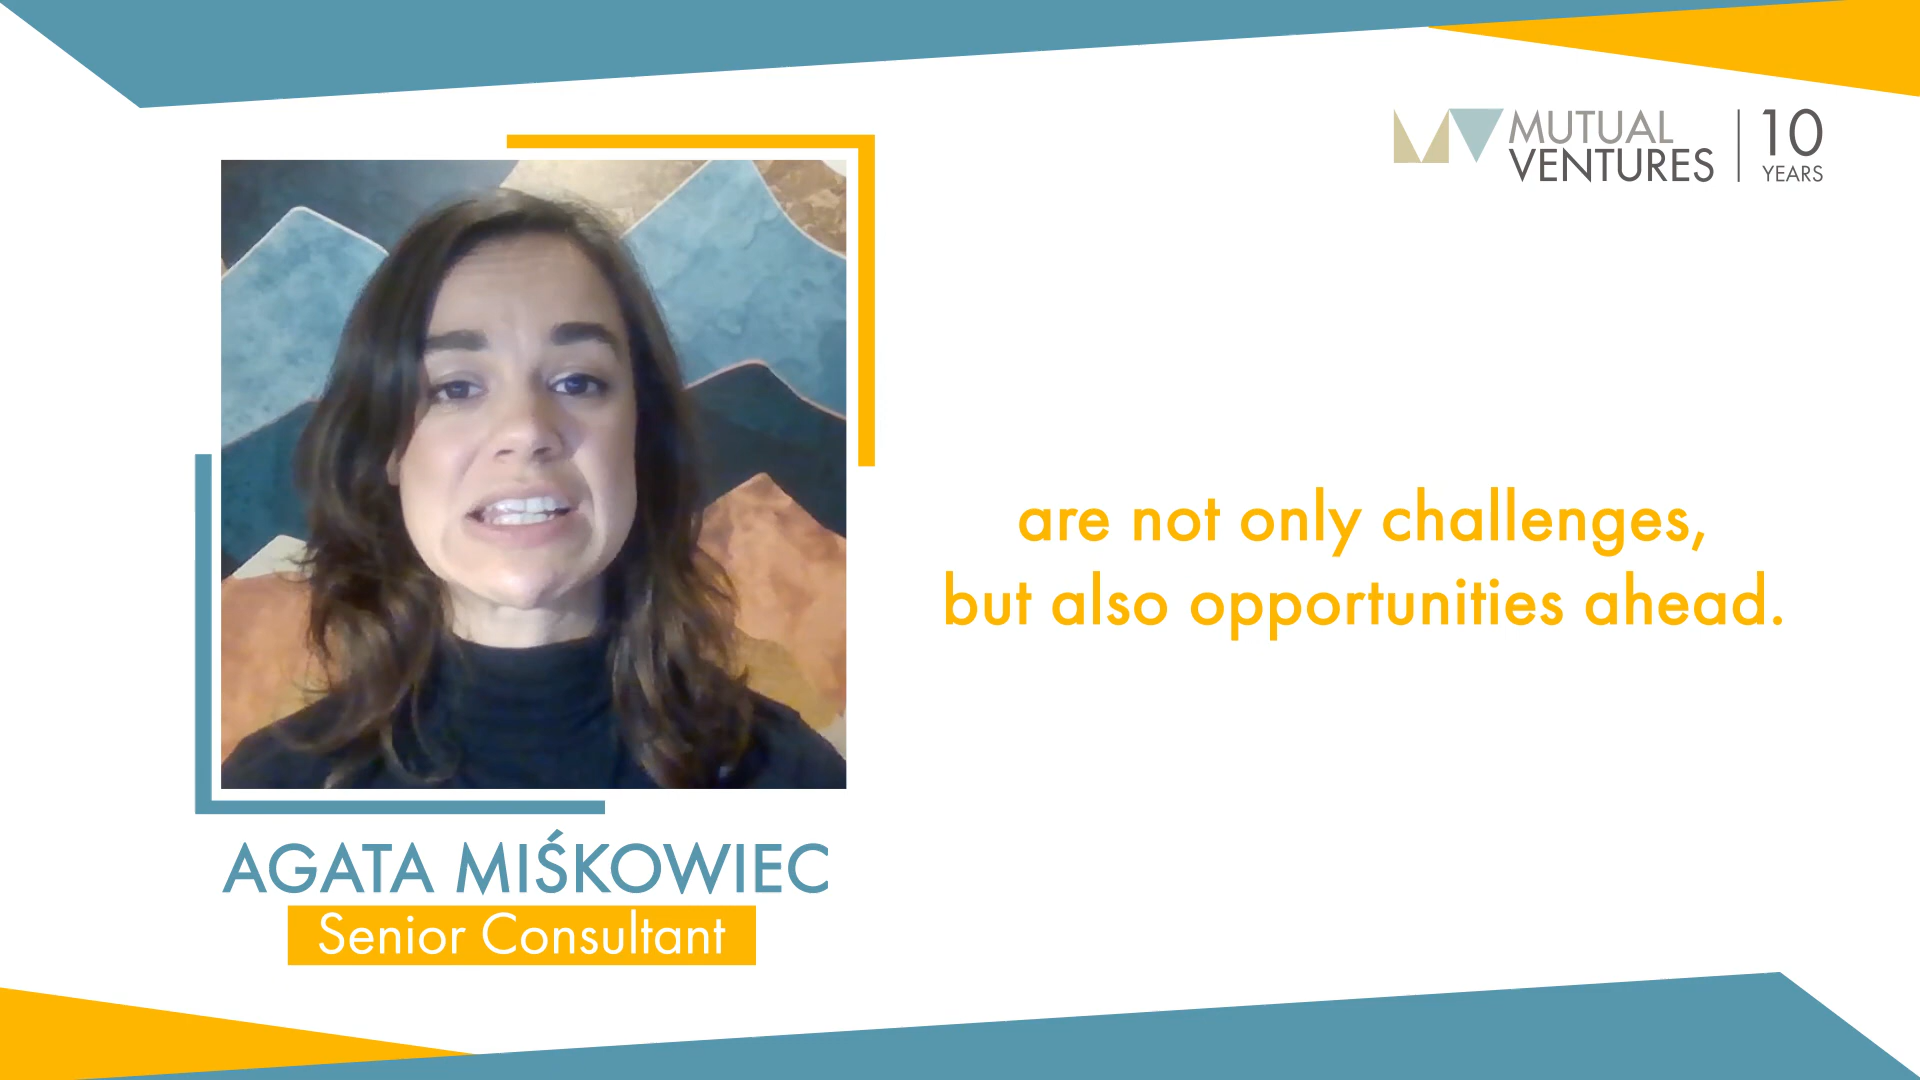 MUTUAL
VENTURES
10
YEARS
are not only challenges,
but also opportunities ahead.
AGATA MIŚKOWIEC
Senior Consultant